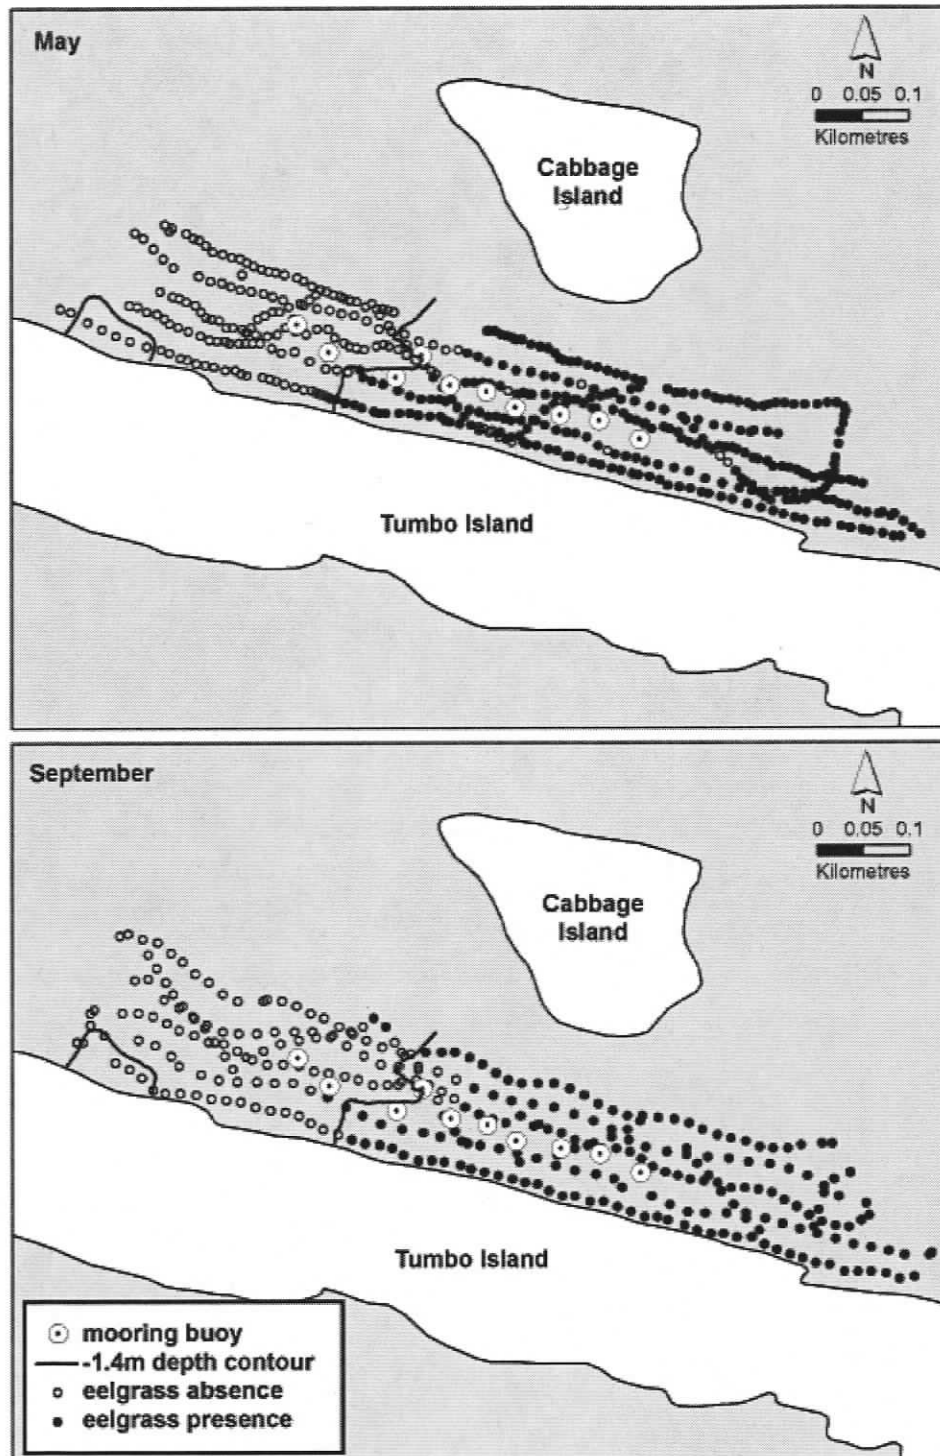 May
N
0 0.05 0.1
Kilometres
Cabbage
Island
Tumbo Island
September
N
0 0.05 0.1
Kilometres
Cabbage
Island
Tumbo Island
mooring buoy
-1.4m depth contour
eelgrass absence
eelgrass presence